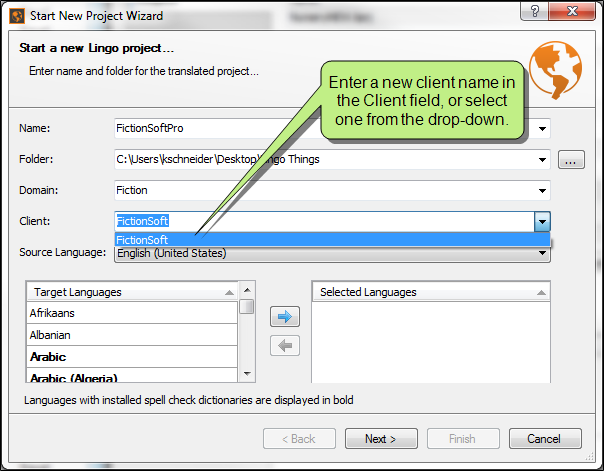 Start New Project Wizard
Start a new Lingo project...
Enter name and folder for the translated project...
Enter a new client name in
the Client field, or select
one from the drop-down.
Name: FictionSoftPro
Folder: C:\Users\kschneider\Desktop\ ngo Things ...
Domain: Fiction
Client: FictionSoft
FictionSoft
Source Language: English (United States)
Target Languages Selected Languages
Afrikaans
Albanian
Arabic
Arabic (Algeria)
Languages with installed spell check dictionaries are displayed in bold
< Back Next > Finish Cancel